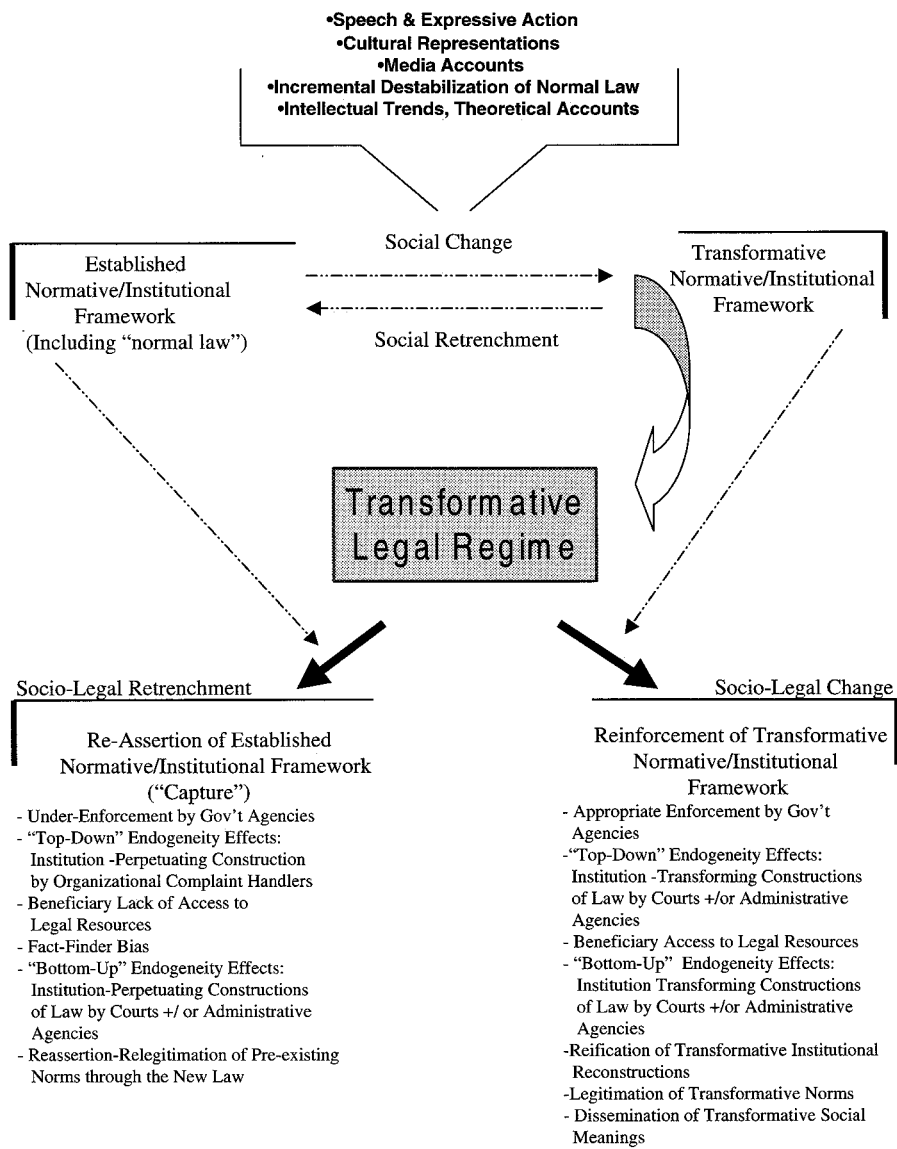 •Speech & Expressive Action
•Cultural Representations
•Media Accounts
•Incremental Destabilization of Normal Law
•Intellectual Trends, Theoretical Accounts
Social Change
Established
Normative/Institutional
Framework
(Including “normal law”)
Transformative
Normative/Institutional
Framework
Social Retrenchment
Transformative
Legal Regime
Socio-Legal Retrenchment
Re-Assertion of Established
Normative/Institutional Framework
(“Capture”)
- Under-Enforcement by Gov’t Agencies
- “Top-Down” Endogeneity Effects:
Institution -Perpetuating Construction
by Organizational Complaint Handlers
- Beneficiary Lack of Access to
Legal Resources
- Fact-Finder Bias
- “Bottom-Up” Endogeneity Effects:
Institution-Perpetuating Constructions
of Law by Courts +/ or Administrative
Agencies
- Reassertion-Relegitimation of Pre-existing
Norms through the New Law
Socio-Legal Change
Reinforcement of Transformative
Normative/Institutional
Framework
- Appropriate Enforcement by Gov’t
Agencies
-“Top-Down” Endogeneity Effects:
Institution -Transforming Constructions
of Law by Courts +/or Administrative
Agencies
- Beneficiary Access to Legal Resources
- “Bottom-Up” Endogeneity Effects:
Institution Transforming Constructions
of Law by Courts +/or Administrative
Agencies
-Reification of Transformative Institutional
Reconstructions
-Legitimation of Transformative Norms
- Dissemination of Transformative Social
Meanings